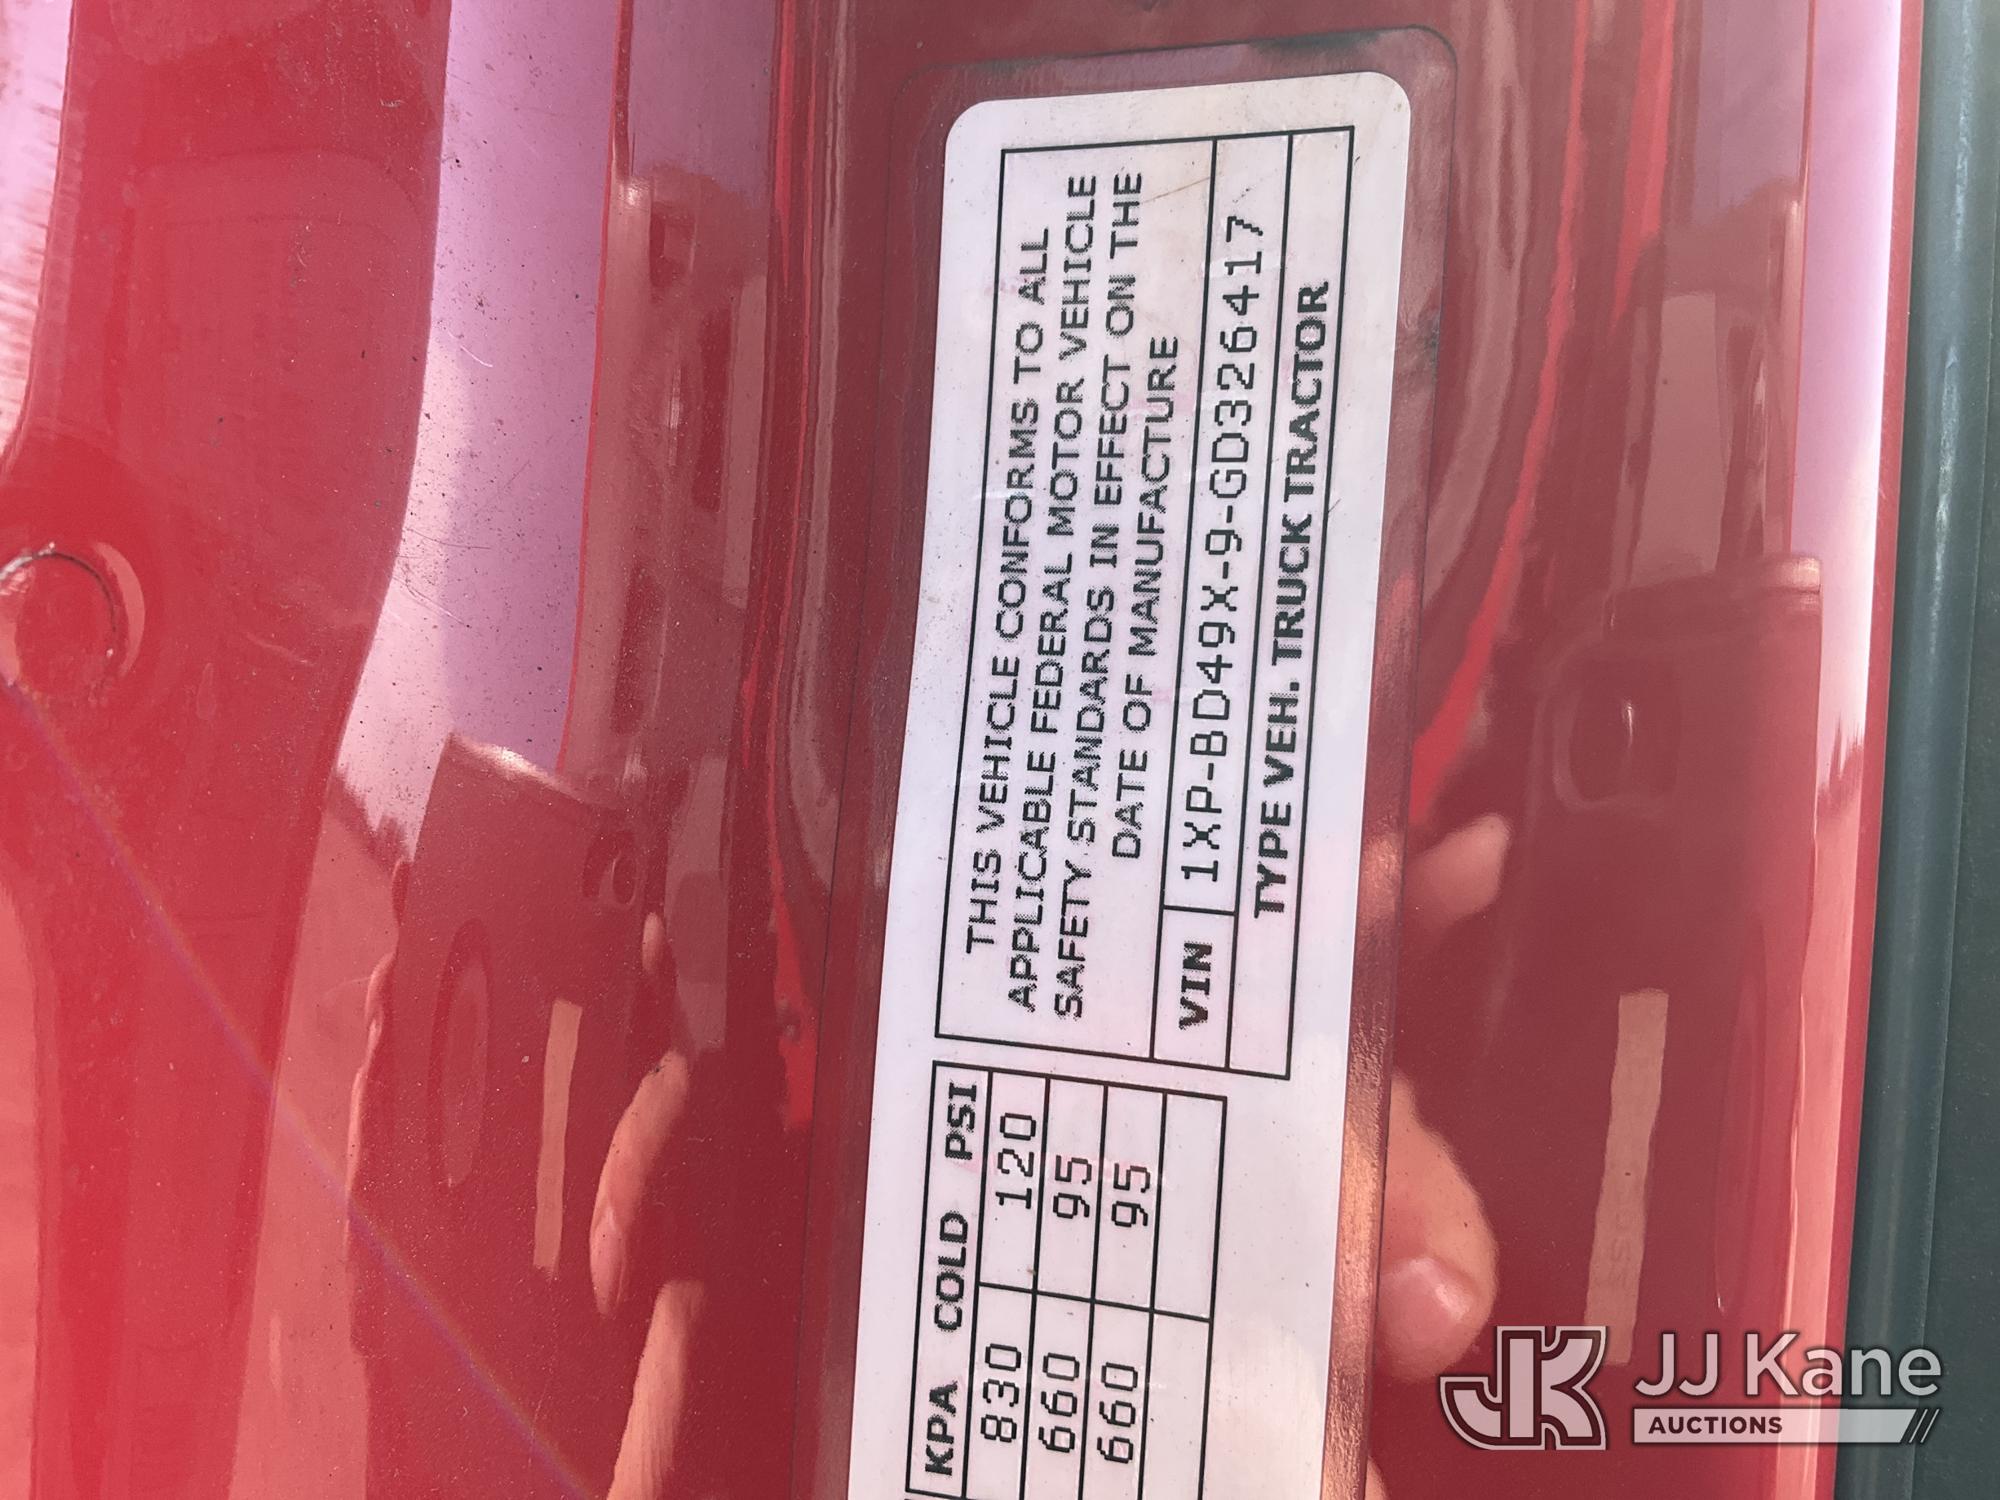 THIS VEHICLE CONFORMS TO ALL
APPLICABLE FEDERAL MOTOR VEHICLE
SAFETY STANDARDS IN EFFECT ON THE
DATE OF MANUFACTURE
VIN 1XP-BD49X-9-GD326417
TYPE VEH. TRUCK TRACTOR
KPA COLD PSI
830 120
660 95
660 95
JJ Kane
AUCTIONS